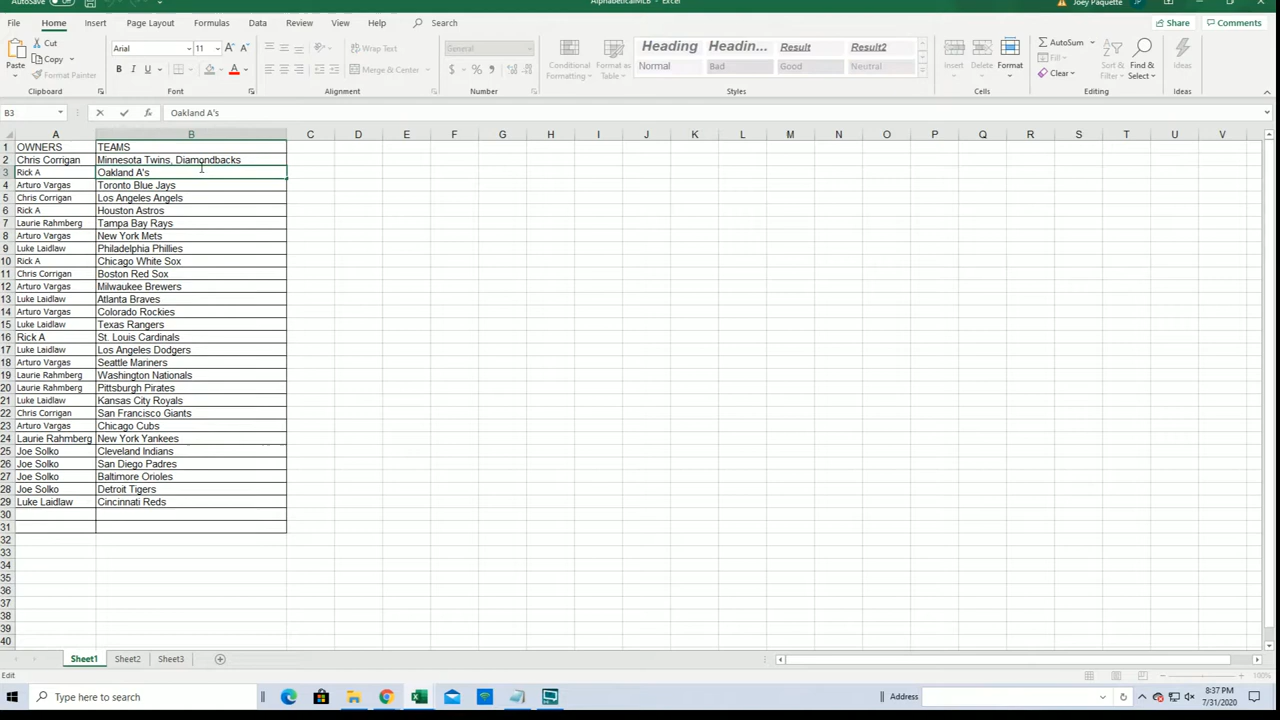 AutoSave Off
AlphabeticalMLB - Excel
Joey Paquette
JP
File Home Insert Page Layout Formulas Data Review View Help Search
Share Comments
Paste
Cut
Copy
Format Painter
Clipboard
Arial 11
B I U
Font
Wrap Text
Merge & Center
Alignment
General
$ % ,
Number
Conditional Formatting
Format as Table
Heading Headin... Result Result2
Normal Bad Good Neutral
Styles
Insert Delete Format
Cells
AutoSum
Clear
Sort & Filter
Find & Select
Editing
Ideas
Ideas
B3 fx Oakland A's
A B C D E F G H I J K L M N O P Q R S T U V
1 OWNERS TEAMS
2 Chris Corrigan Minnesota Twins, Diamondbacks
3 Rick A Oakland A's
4 Arturo Vargas Toronto Blue Jays
5 Chris Corrigan Los Angeles Angels
6 Rick A Houston Astros
7 Laurie Rahmberg Tampa Bay Rays
8 Arturo Vargas New York Mets
9 Luke Laidlaw Philadelphia Phillies
10 Rick A Chicago White Sox
11 Chris Corrigan Boston Red Sox
12 Arturo Vargas Milwaukee Brewers
13 Luke Laidlaw Atlanta Braves
14 Arturo Vargas Colorado Rockies
15 Luke Laidlaw Texas Rangers
16 Rick A St. Louis Cardinals
17 Luke Laidlaw Los Angeles Dodgers
18 Arturo Vargas Seattle Mariners
19 Laurie Rahmberg Washington Nationals
20 Laurie Rahmberg Pittsburgh Pirates
21 Luke Laidlaw Kansas City Royals
22 Chris Corrigan San Francisco Giants
23 Arturo Vargas Chicago Cubs
24 Laurie Rahmberg New York Yankees
25 Joe Solko Cleveland Indians
26 Joe Solko San Diego Padres
27 Joe Solko Baltimore Orioles
28 Joe Solko Detroit Tigers
29 Luke Laidlaw Cincinnati Reds
30
31
32
33
34
35
36
37
38
39
40
Sheet1 Sheet2 Sheet3
Edit
100%
Type here to search
Address
8:37 PM
7/31/2020